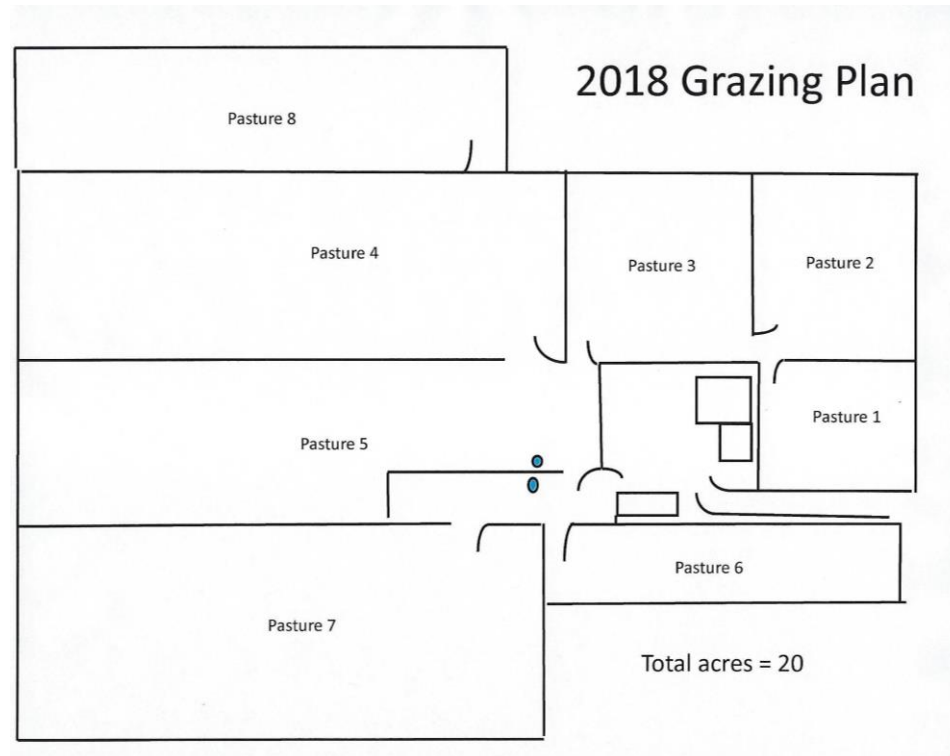 2018 Grazing Plan
Pasture 8
Pasture 4
Pasture 3
Pasture 2
Pasture 5
Pasture 1
Pasture 6
Pasture 7
Total acres = 20